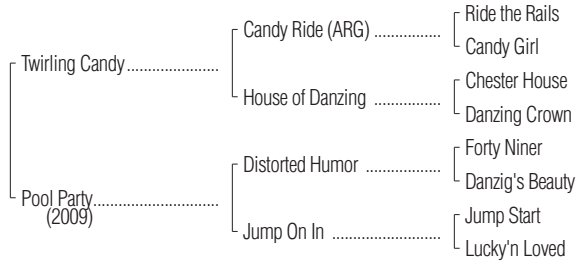 Ride the Rails
Candy Ride (ARG) ................
Candy Girl
Twirling Candy ......................
Chester House
House of Danzing ................
Danzing Crown
Forty Niner
Distorted Humor ..................
Danzig's Beauty
Pool Party..............................
(2009)
Jump Start
Jump On In ..........................
Lucky'n Loved